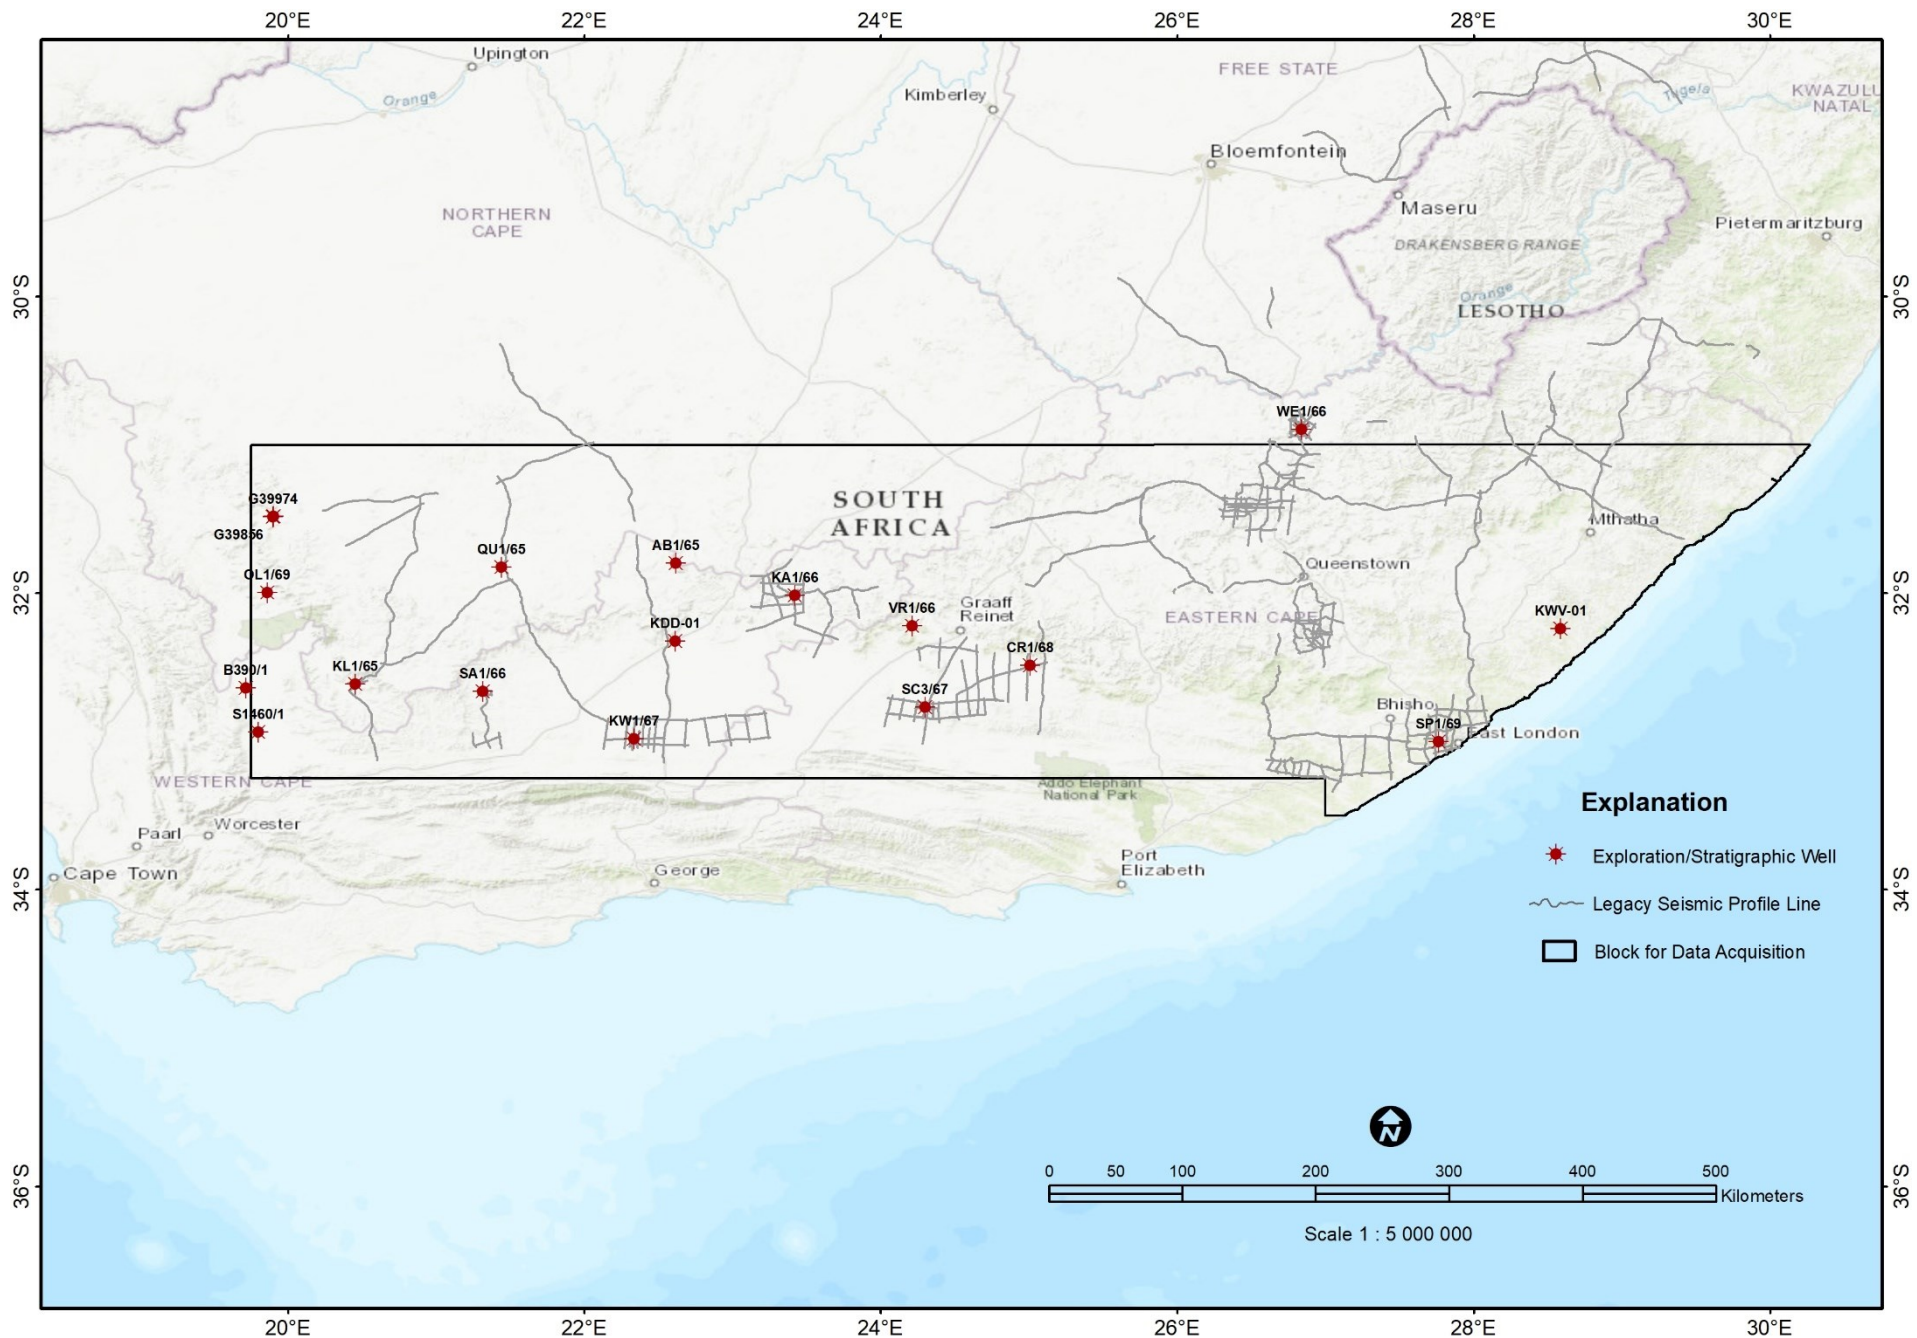 20°E
22°E
24°E
26°E
28°E
30°E
Upington
Orange
Kimberley
FREE STATE
Tugela
KWAZULU
NATAL
Bloemfontein
Maseru
NORTHERN
CAPE
Pietermaritzburg
DRAKENSBERG RANGE
30°S
30°S
Orange
LESOTHO
WE1/66
G39974
SOUTH
AFRICA
G39856
Mthatha
QU1/65
AB1/65
OL1/69
KA1/66
Queenstown
32°S
32°S
VR1/66
Graaff
Reinet
EASTERN CAPE
KWV-01
KDD-01
CR1/68
B390/1
KL1/65
SA1/66
SC3/67
S1460/1
KW1/67
Bhisho
SP1/69
East London
WESTERN CAPE
Addo Elephant
National Park
Explanation
Paarl
Worcester
Exploration/Stratigraphic Well
Cape Town
George
Port
Elizabeth
34°S
34°S
Legacy Seismic Profile Line
Block for Data Acquisition
N
0
50
100
200
300
400
500
Kilometers
36°S
36°S
Scale 1 : 5 000 000
20°E
22°E
24°E
26°E
28°E
30°E